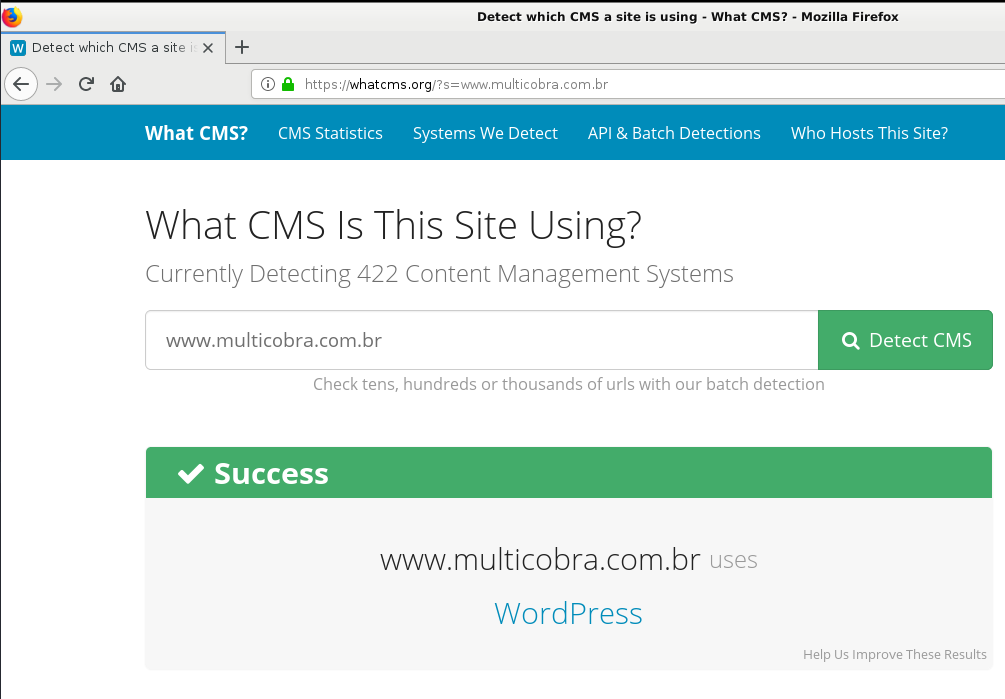 Detect which CMS a site is using - What CMS? - Mozilla Firefox
W Detect which CMS a site is
https://whatcms.org/?s=www.multicobra.com.br
What CMS? CMS Statistics Systems We Detect API & Batch Detections Who Hosts This Site?
What CMS Is This Site Using?
Currently Detecting 422 Content Management Systems
www.multicobra.com.br Detect CMS
Check tens, hundreds or thousands of urls with our batch detection
Success
www.multicobra.com.br uses
WordPress
Help Us Improve These Results